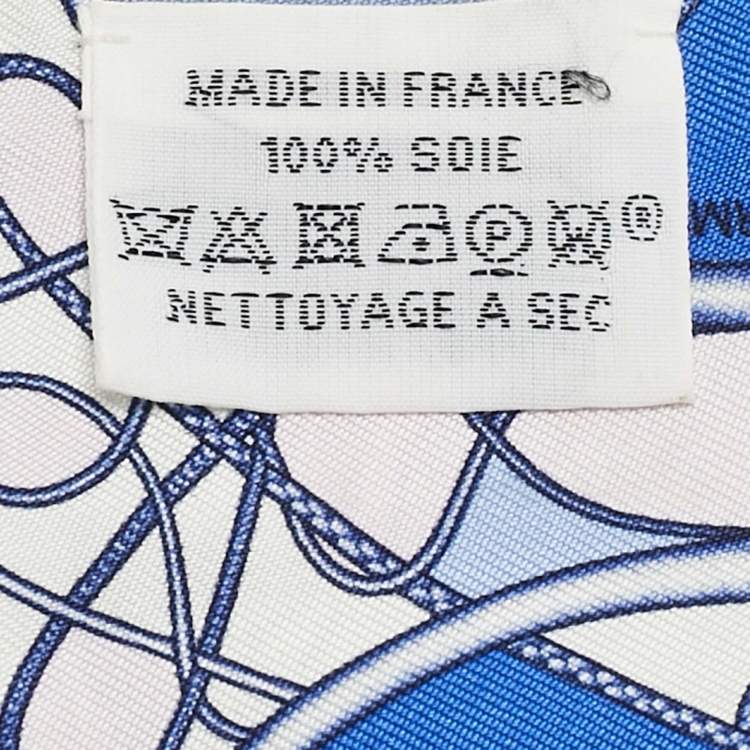 MADE IN FRANCE
100% SOIE
®
NETTOYAGE A SEC